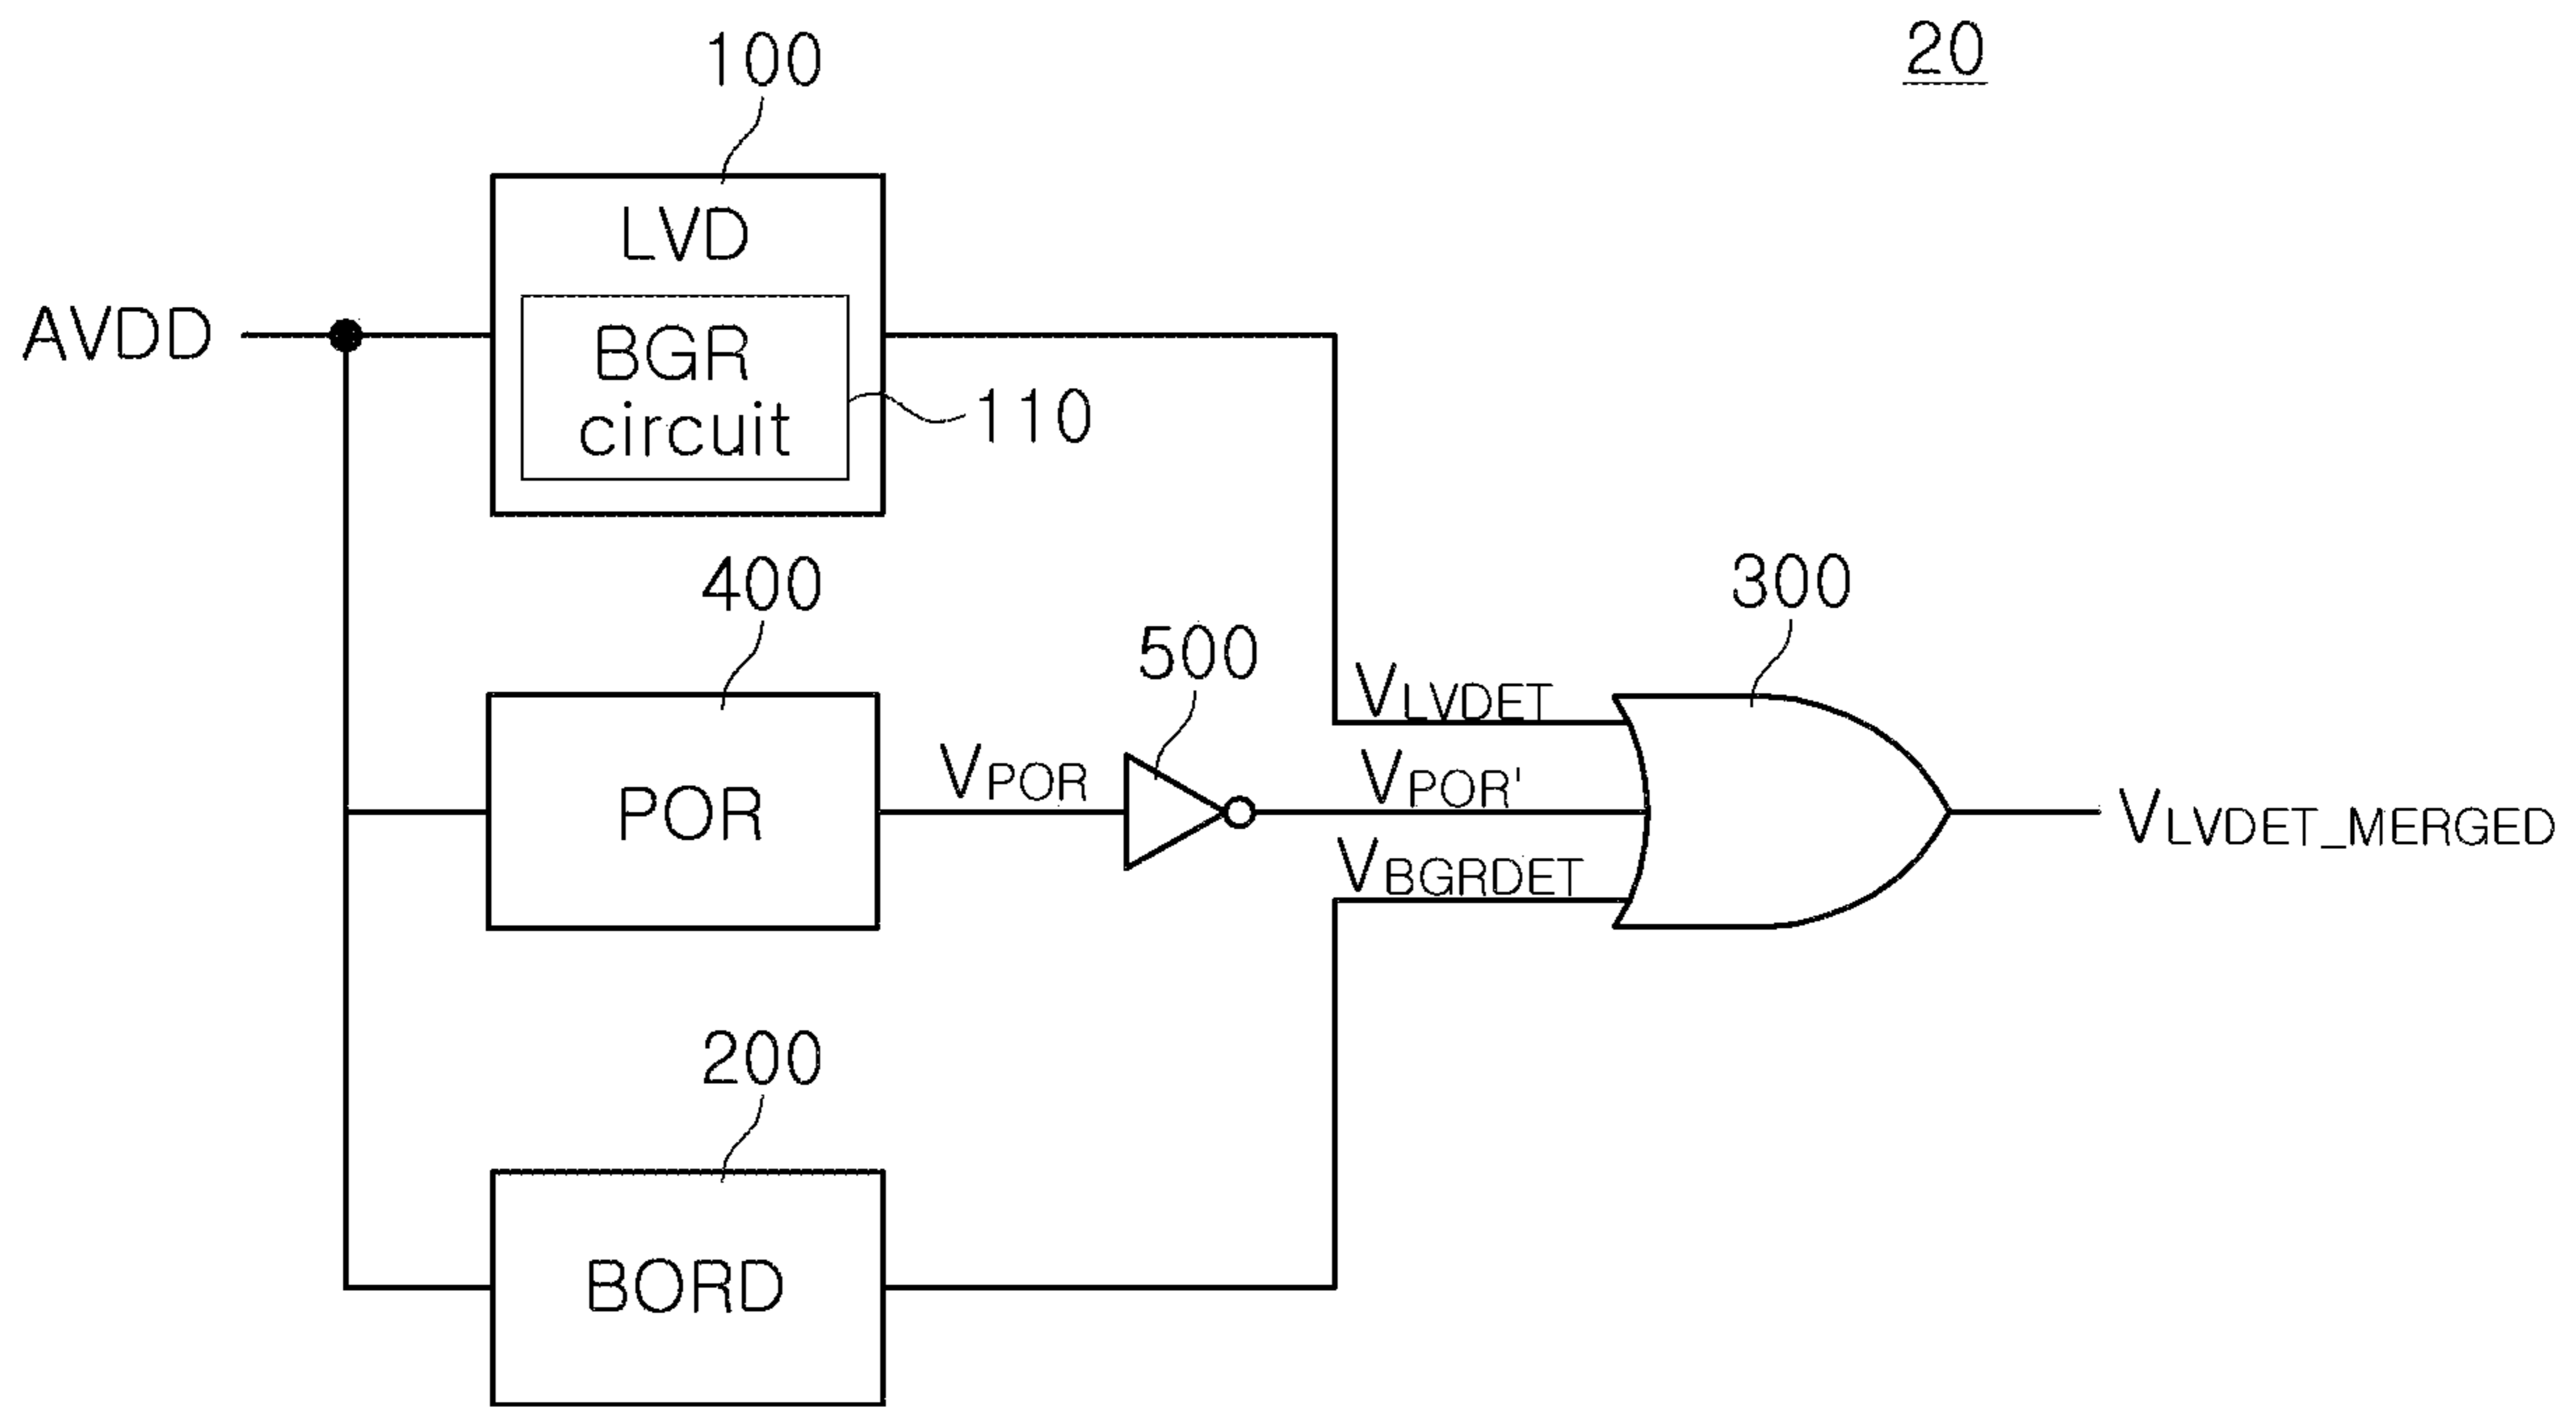 20
100
LVD
AVDD
BGR
circuit
110
400
500
300
VLVDET
VPOR
VPOR'
POR
VLVDET_MERGED
VBGRDET
200
BORD